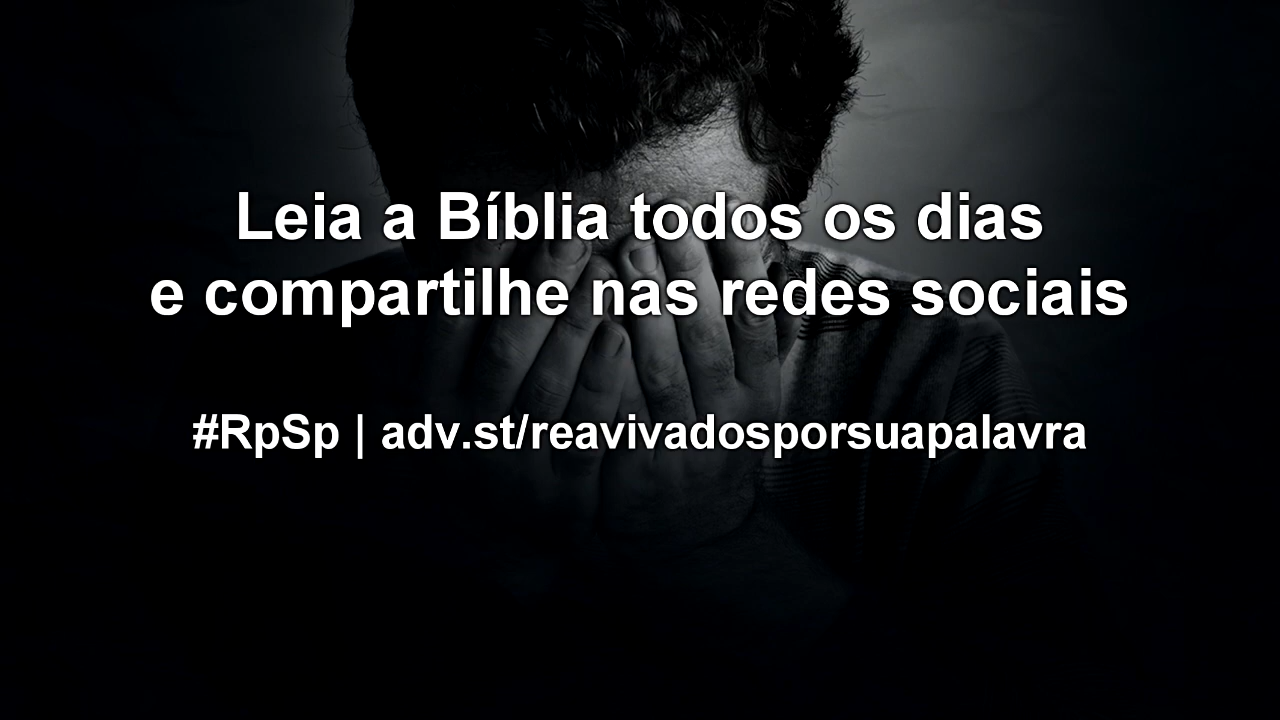 Leia a Bíblia todos os dias
e compartilhe nas redes sociais
#RpSp | adv.st/reavivadosporsuapalavra